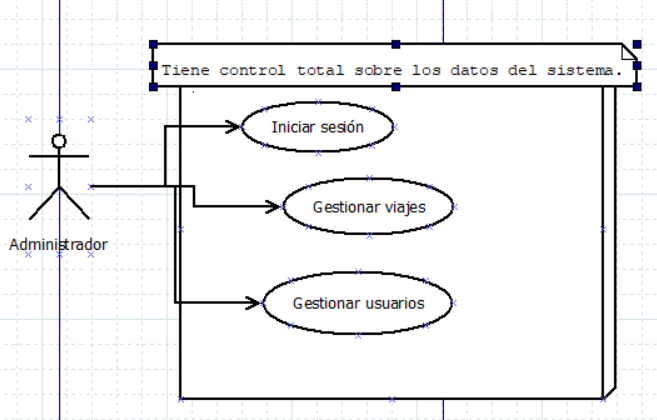 Tiene control total sobre los datos del sistema.
Iniciar sesión
Gestionar viajes
Administrador
Gestionar usuarios